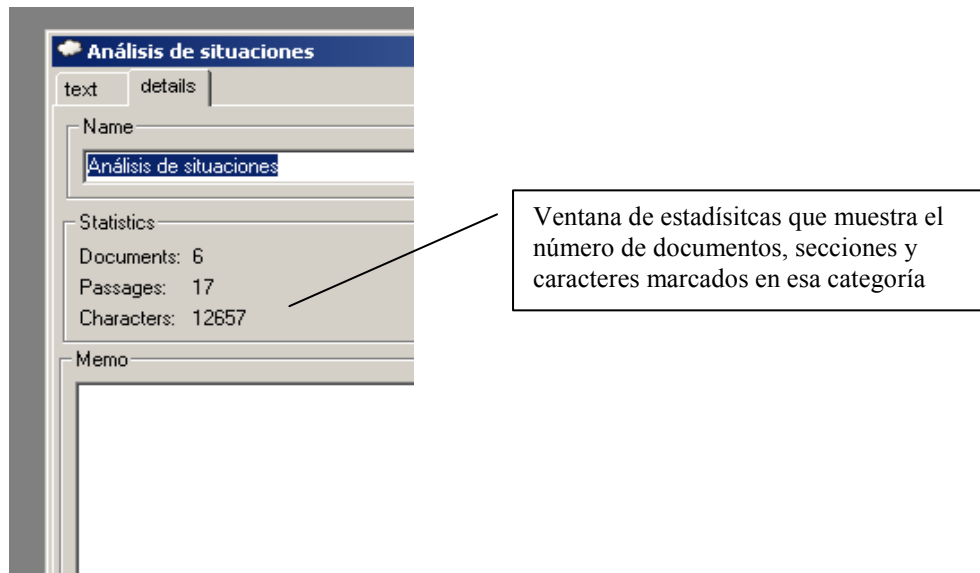 Análisis de situaciones
text details
Name
Análisis de situaciones
Statistics
Documents: 6
Passages: 17
Characters: 12657
Memo
Ventana de estadísitcas que muestra el
número de documentos, secciones y
caracteres marcados en esa categoría